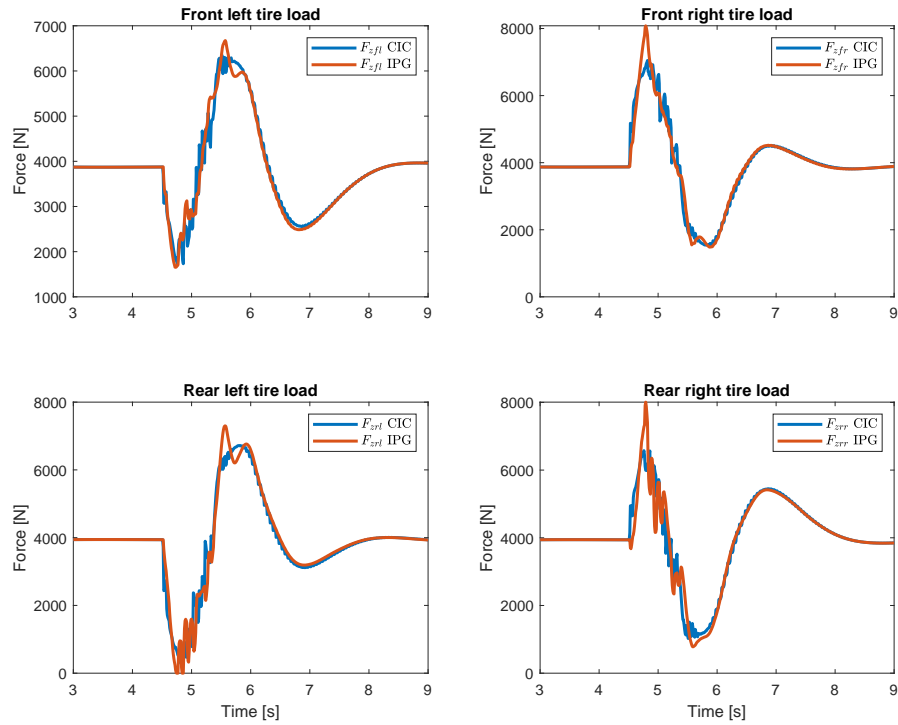 Front left tire load
7000
6000
5000
4000
3000
2000
1000
Force [N]
3 4 5 6 7 8 9
F_zfl CIC
F_zfl IPG
Front right tire load
8000
6000
4000
2000
0
Force [N]
3 4 5 6 7 8 9
F_zfr CIC
F_zfr IPG
Rear left tire load
8000
6000
4000
2000
0
Force [N]
3 4 5 6 7 8 9
Time [s]
F_zrl CIC
F_zrl IPG
Rear right tire load
8000
6000
4000
2000
0
Force [N]
3 4 5 6 7 8 9
Time [s]
F_zrr CIC
F_zrr IPG